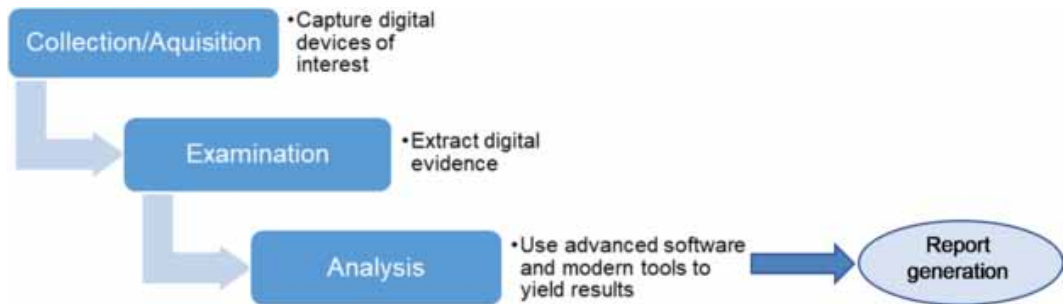 Collection/Aquisition
•Capture digital
devices of
interest
Examination
•Extract digital
evidence
Analysis
•Use advanced software
and modern tools to
yield results
Report
generation